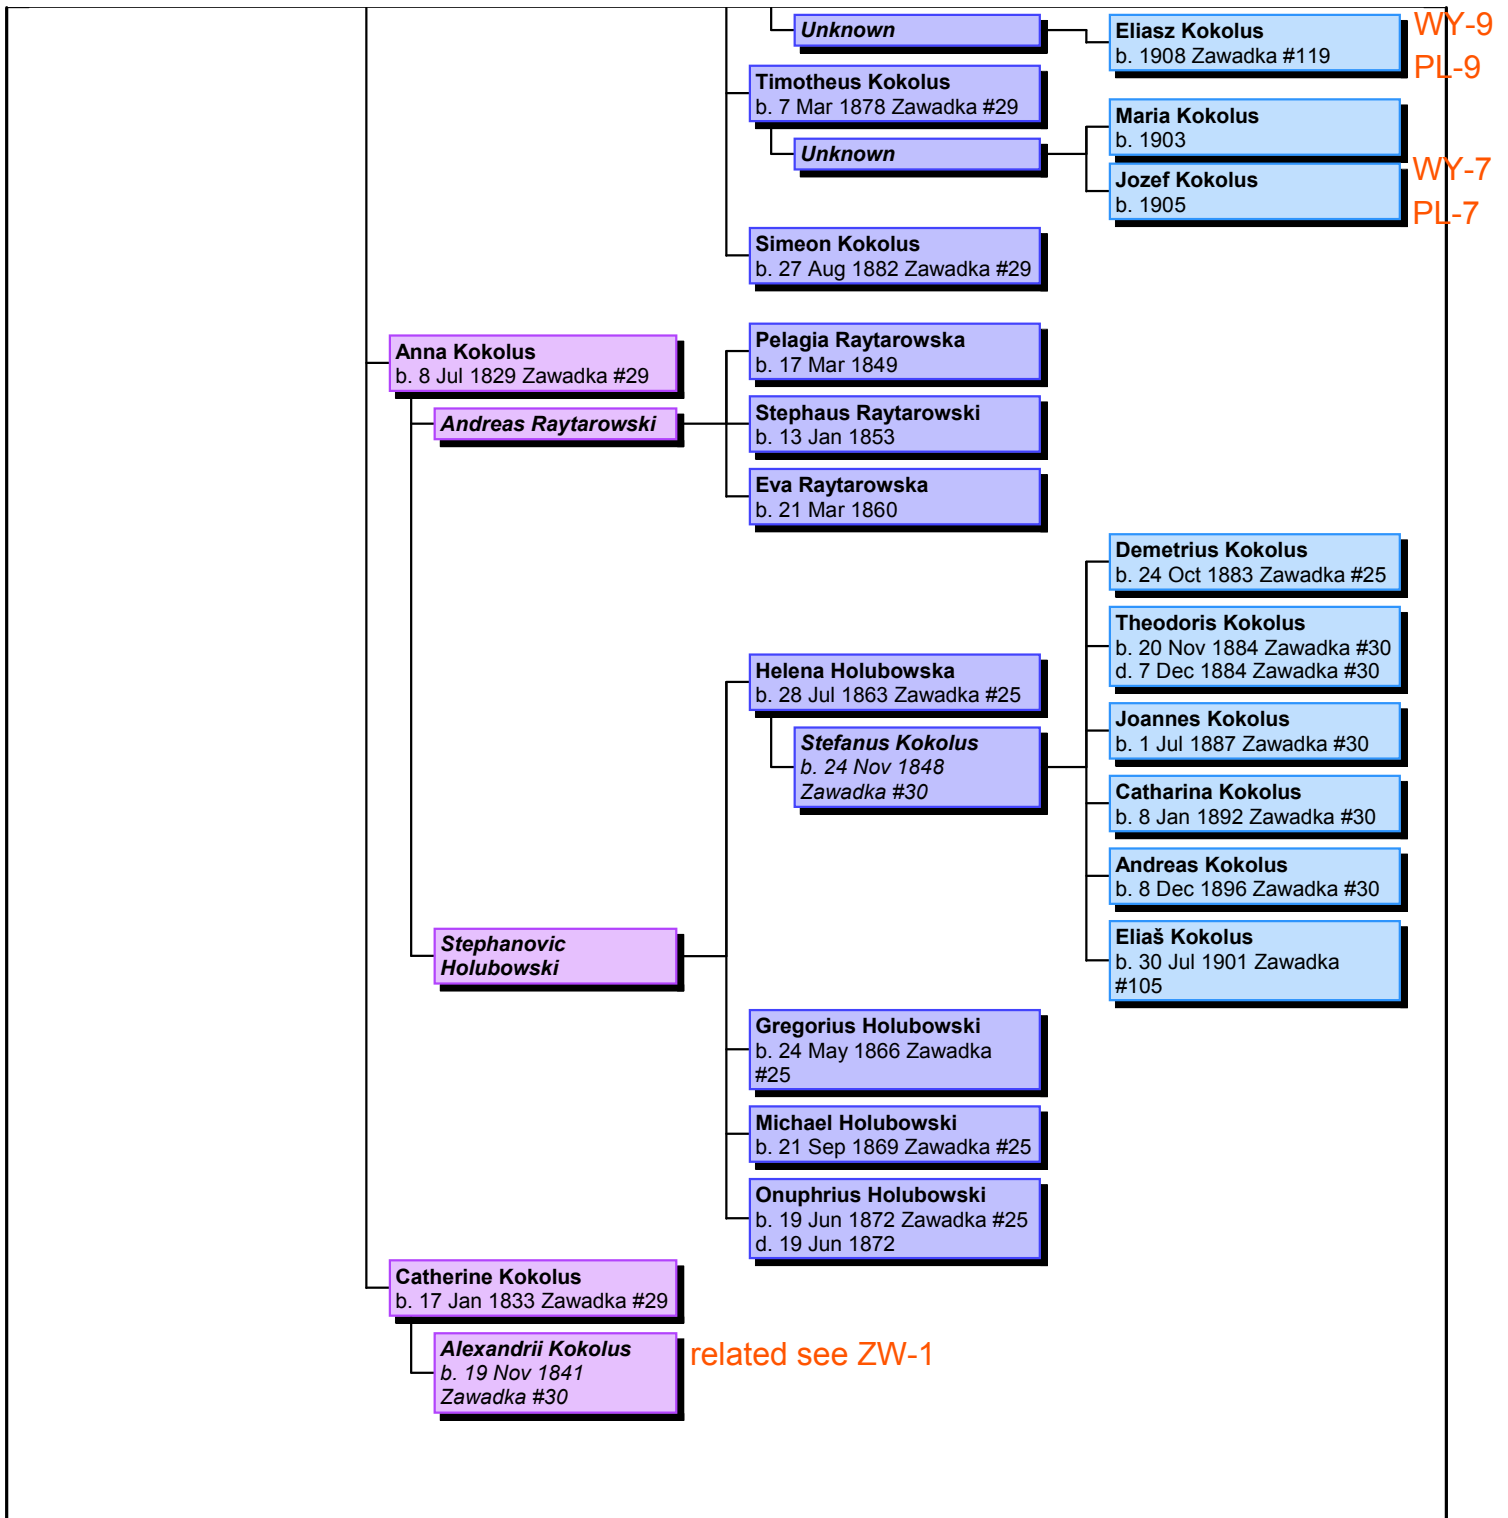 Unknown
Eliasz Kokolus
b. 1908 Zawadka #119
WY-9
PL-9
Timotheus Kokolus
b. 7 Mar 1878 Zawadka #29
Unknown
Maria Kokolus
b. 1903
Jozef Kokolus
b. 1905
WY-7
PL-7
Simeon Kokolus
b. 27 Aug 1882 Zawadka #29
Anna Kokolus
b. 8 Jul 1829 Zawadka #29
Andreas Raytarowski
Pelagia Raytarowska
b. 17 Mar 1849
Stephaus Raytarowski
b. 13 Jan 1853
Eva Raytarowska
b. 21 Mar 1860
Stephanovic
Holubowski
Helena Holubowska
b. 28 Jul 1863 Zawadka #25
Stefanus Kokolus
b. 24 Nov 1848
Zawadka #30
Demetrius Kokolus
b. 24 Oct 1883 Zawadka #25
Theodoris Kokolus
b. 20 Nov 1884 Zawadka #30
d. 7 Dec 1884 Zawadka #30
Joannes Kokolus
b. 1 Jul 1887 Zawadka #30
Catharina Kokolus
b. 8 Jan 1892 Zawadka #30
Andreas Kokolus
b. 8 Dec 1896 Zawadka #30
Eliaš Kokolus
b. 30 Jul 1901 Zawadka
#105
Gregorius Holubowski
b. 24 May 1866 Zawadka
#25
Michael Holubowski
b. 21 Sep 1869 Zawadka #25
Onuphrius Holubowski
b. 19 Jun 1872 Zawadka #25
d. 19 Jun 1872
Catherine Kokolus
b. 17 Jan 1833 Zawadka #29
Alexandrii Kokolus
b. 19 Nov 1841
Zawadka #30
related see ZW-1